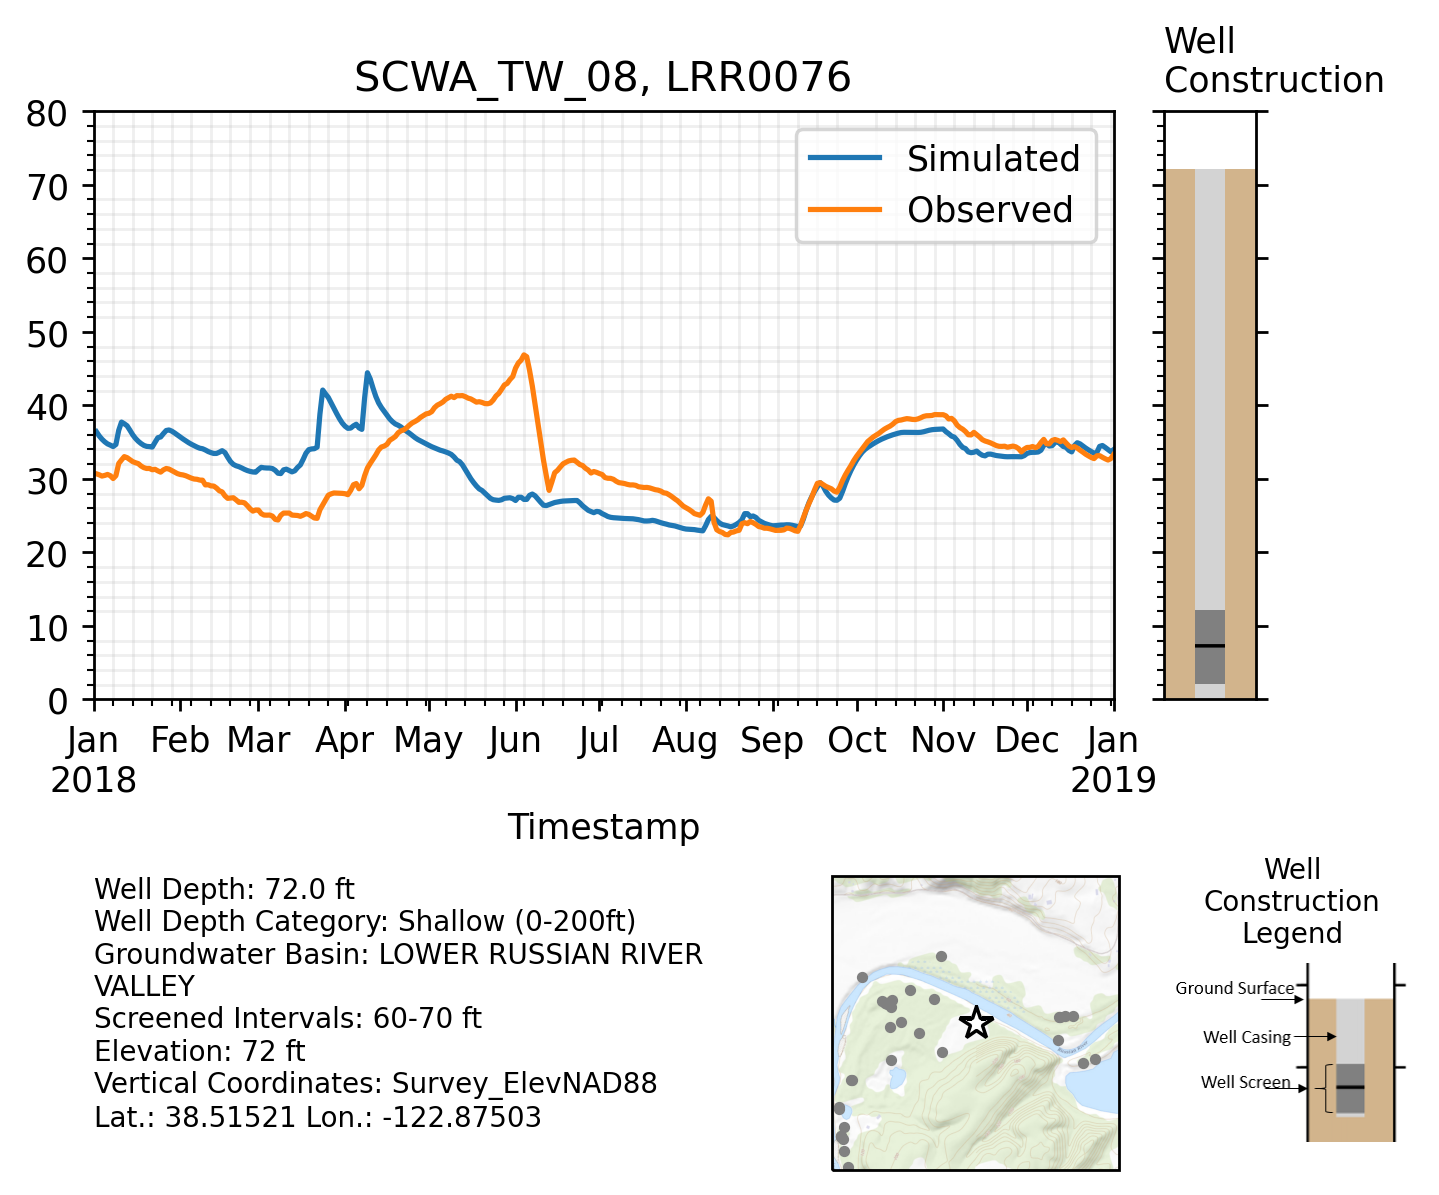 Well
Construction
SCWA_TW_08, LRR0076
80
70
60
50
40
30
20
10
0
Simulated
Observed
Jan Feb Mar Apr May Jun Jul Aug Sep Oct Nov Dec Jan
2018 2019
Timestamp
Well Depth: 72.0 ft
Well Depth Category: Shallow (0-200ft)
Groundwater Basin: LOWER RUSSIAN RIVER
VALLEY
Screened Intervals: 60-70 ft
Elevation: 72 ft
Vertical Coordinates: Survey_ElevNAD88
Lat.: 38.51521 Lon.: -122.87503
Russian River
Well
Construction
Legend
Ground Surface
Well Casing
Well Screen